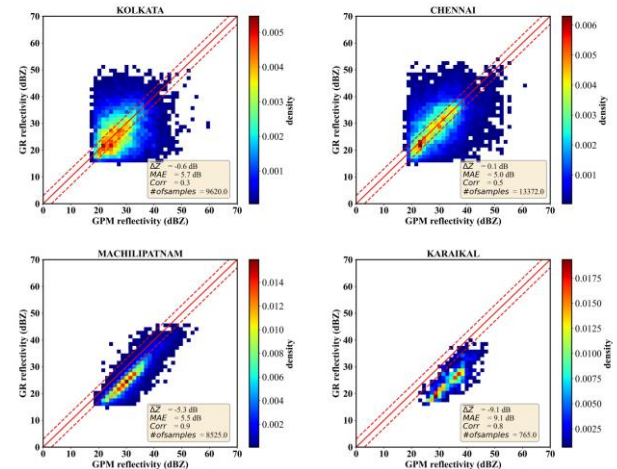 KOLKATA
70
60
50
40
30
20
10
0
GR reflectivity (dBZ)
0 10 20 30 40 50 60 70
GPM reflectivity (dBZ)
ΔZ = -0.6 dB
MAE = 5.7 dB
Corr = 0.3
#ofsamples = 9620.0
0.005
0.004
0.003
0.002
0.001
density
CHENNAI
70
60
50
40
30
20
10
0
GR reflectivity (dBZ)
0 10 20 30 40 50 60 70
GPM reflectivity (dBZ)
ΔZ = 0.1 dB
MAE = 5.0 dB
Corr = 0.5
#ofsamples = 13372.0
0.006
0.005
0.004
0.003
0.002
0.001
density
MACHILIPATNAM
70
60
50
40
30
20
10
0
GR reflectivity (dBZ)
0 10 20 30 40 50 60 70
GPM reflectivity (dBZ)
ΔZ = -5.3 dB
MAE = 5.5 dB
Corr = 0.9
#ofsamples = 8525.0
0.014
0.012
0.010
0.008
0.006
0.004
0.002
density
KARAIKAL
70
60
50
40
30
20
10
0
GR reflectivity (dBZ)
0 10 20 30 40 50 60 70
GPM reflectivity (dBZ)
ΔZ = -9.1 dB
MAE = 9.1 dB
Corr = 0.8
#ofsamples = 765.0
0.0175
0.0150
0.0125
0.0100
0.0075
0.0050
0.0025
density